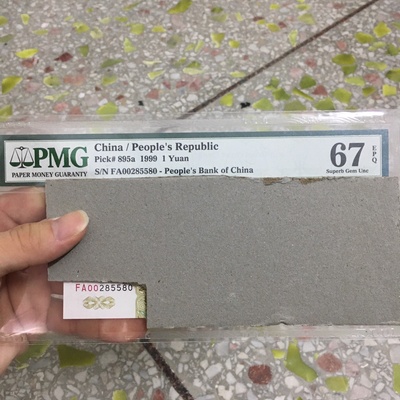 PMG
PAPER MONEY GUARANTY
China / People's Republic
Pick# 895a 1999 1 Yuan
S/N FA00285580 - People's Bank of China
67 EPQ
Superb Gem Unc
FA00285580